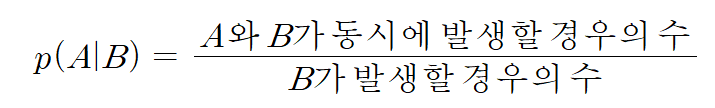 p(A|B) = A와 B가 동시에 발생할 경우의 수
B가 발생할 경우의 수